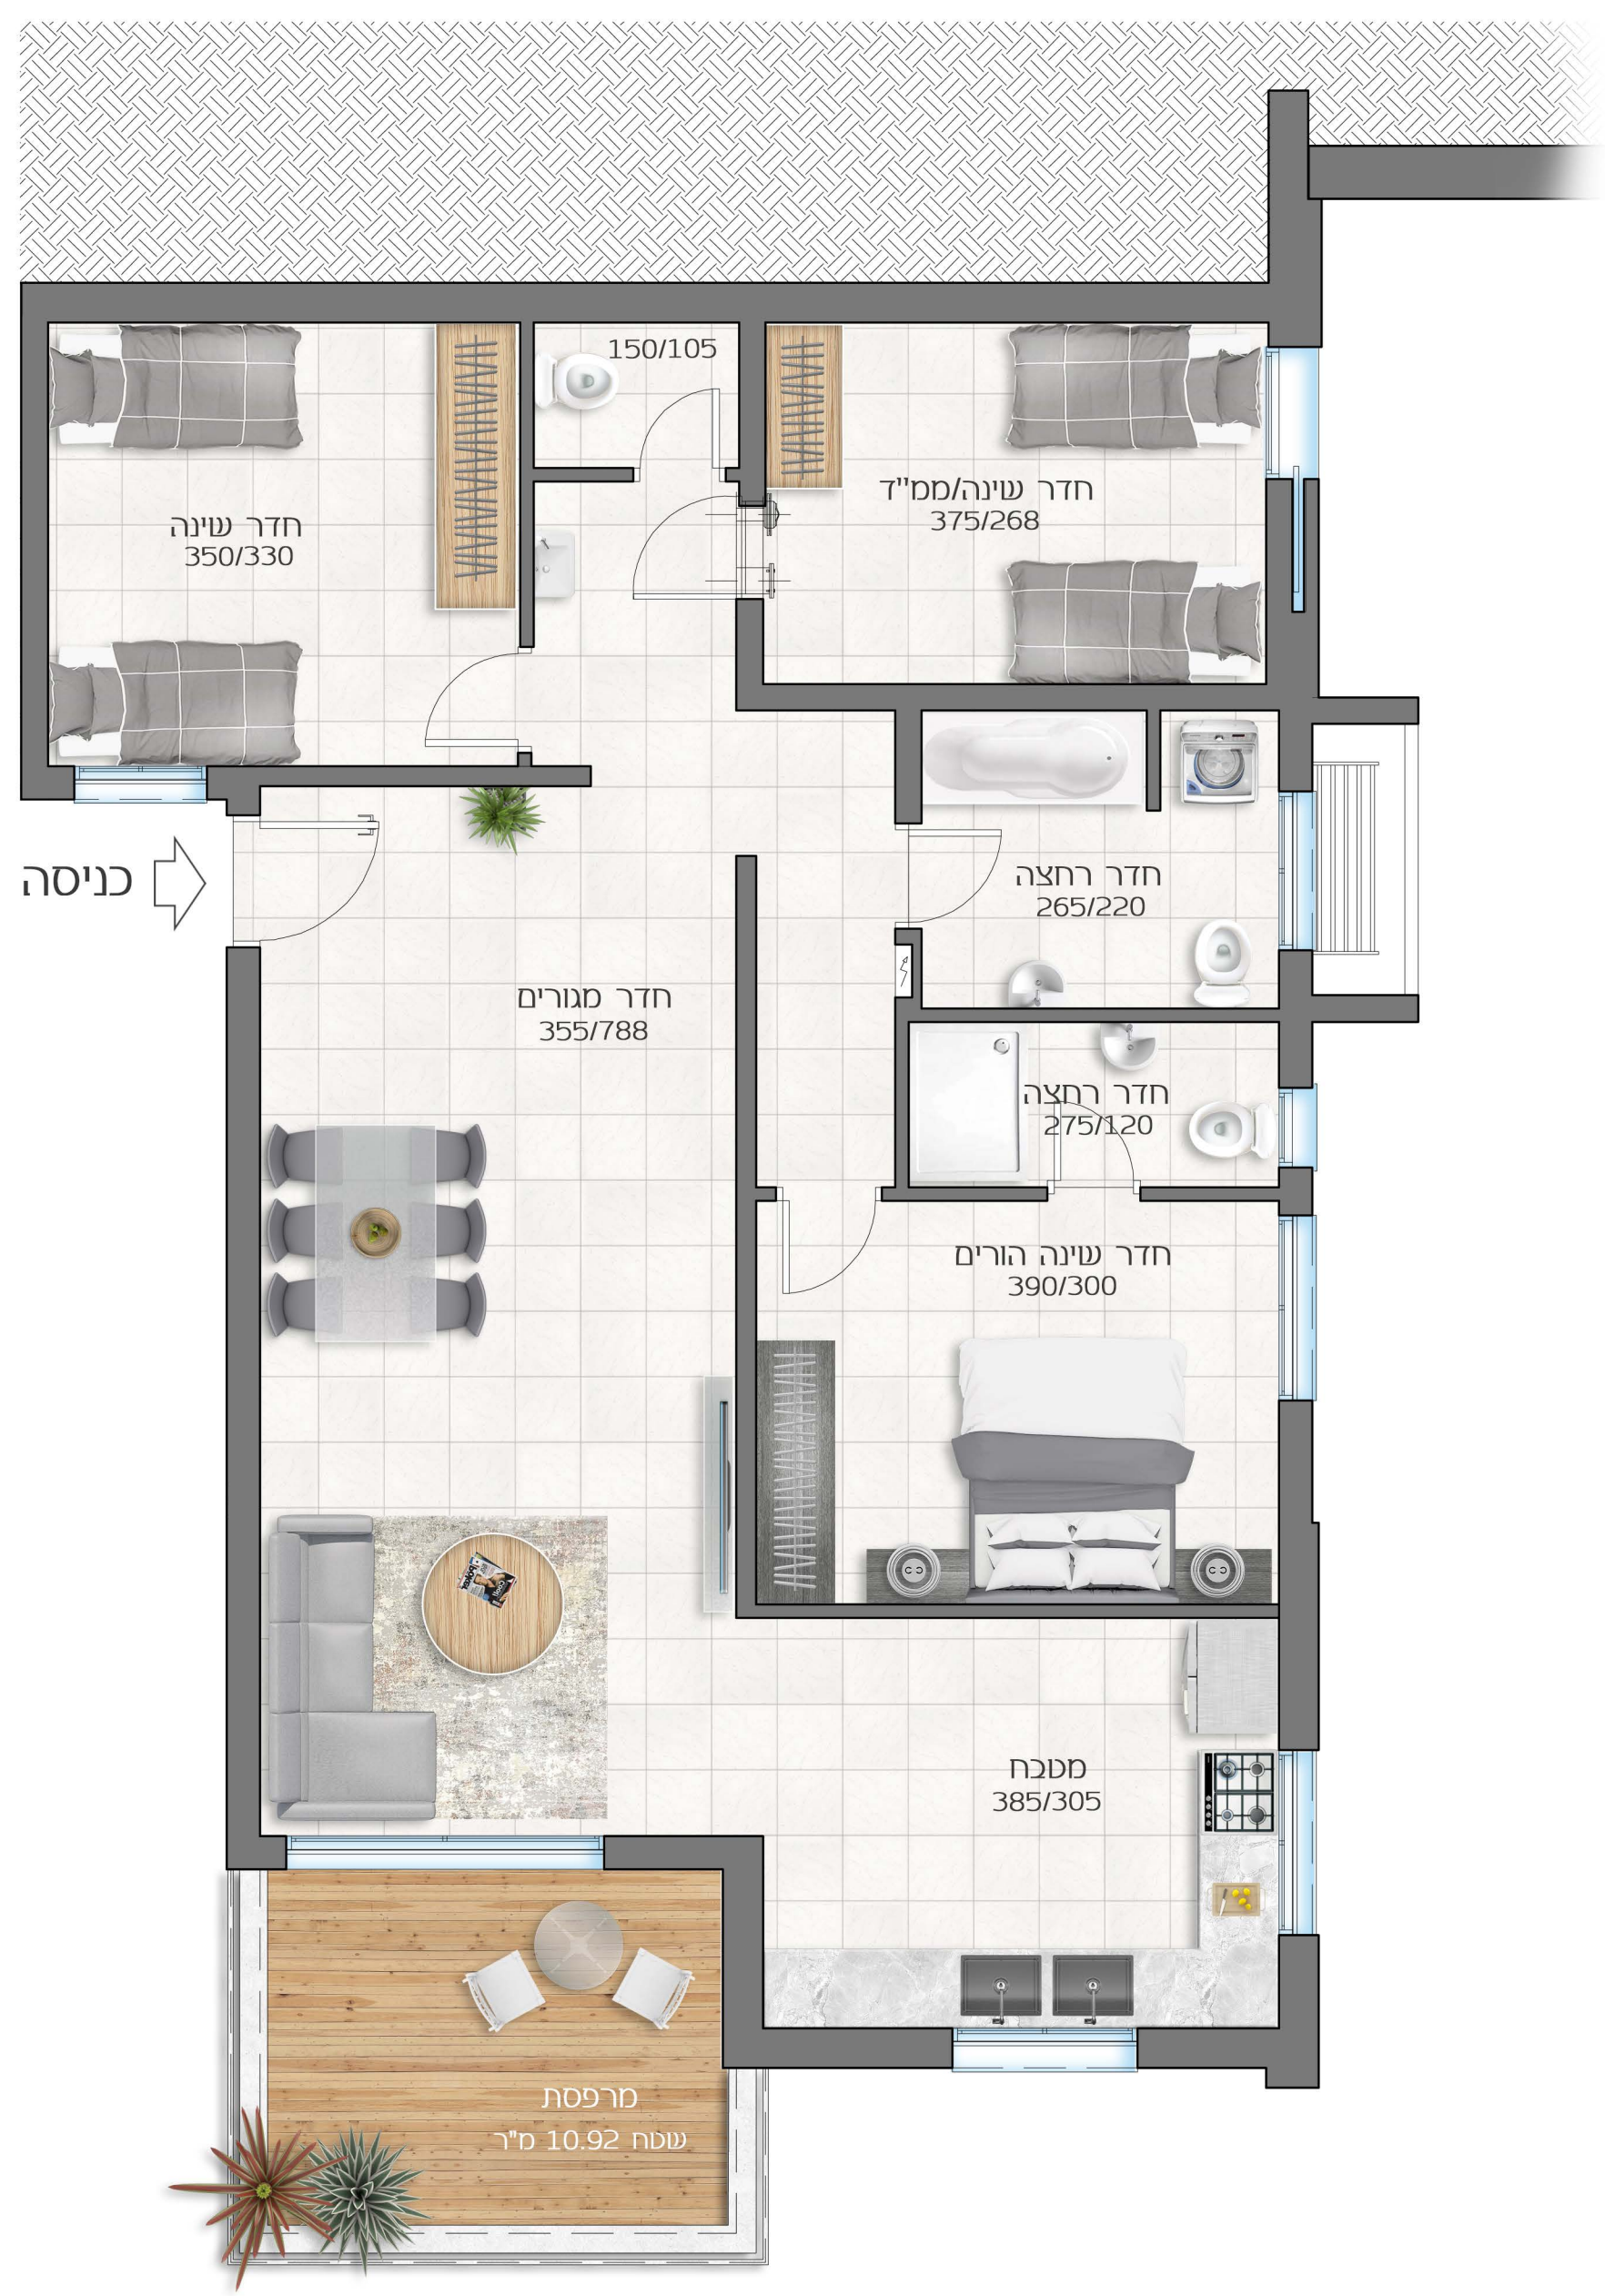 150/105
חדר שינה/ממ"ד
375/268
חדר שינה
350/330
כניסה
חדר רחצה
265/220
חדר מגורים
355/788
חדר רחצה
275/120
חדר שינה הורים
390/300
מטבח
385/305
מרפסת
שטח 10.92 מ"ר